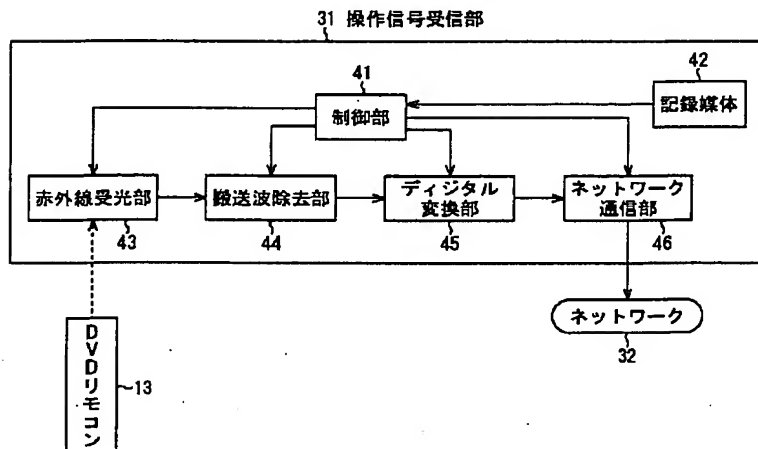 31 操作信号受信部
41
制御部
42
記録媒体
赤外線受光部
43
搬送波除去部
44
ディジタル
変換部
45
ネットワーク
通信部
46
ネットワーク
32
DVDリモコン
13